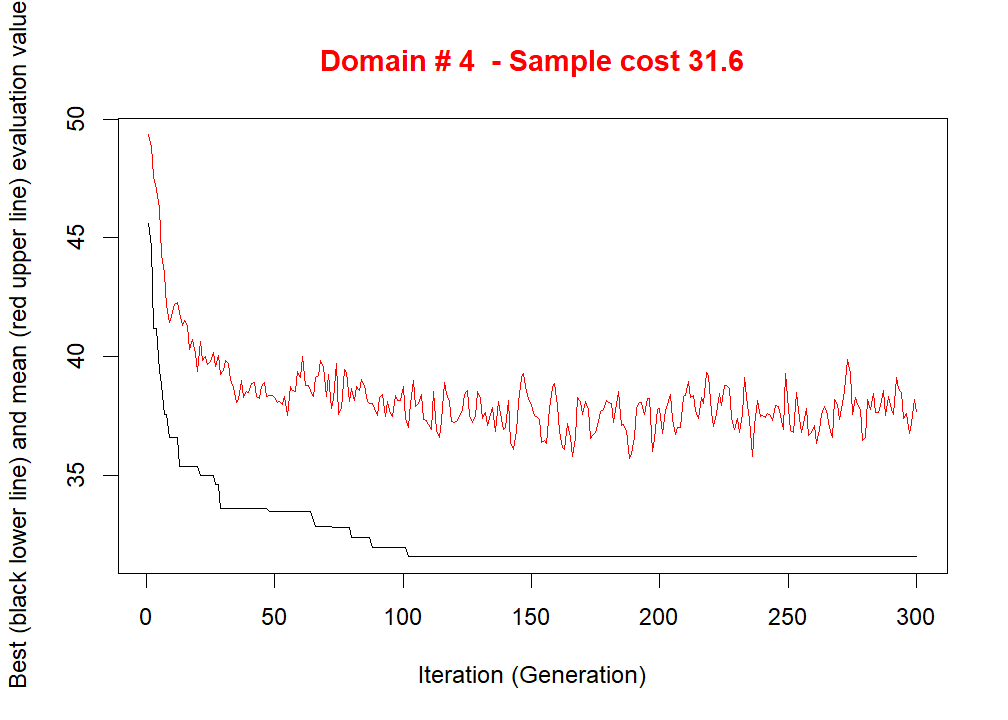 Domain # 4  - Sample cost 31.6
Best (black lower line) and mean (red upper line) evaluation value
50
45
40
35
0 50 100 150 200 250 300
Iteration (Generation)